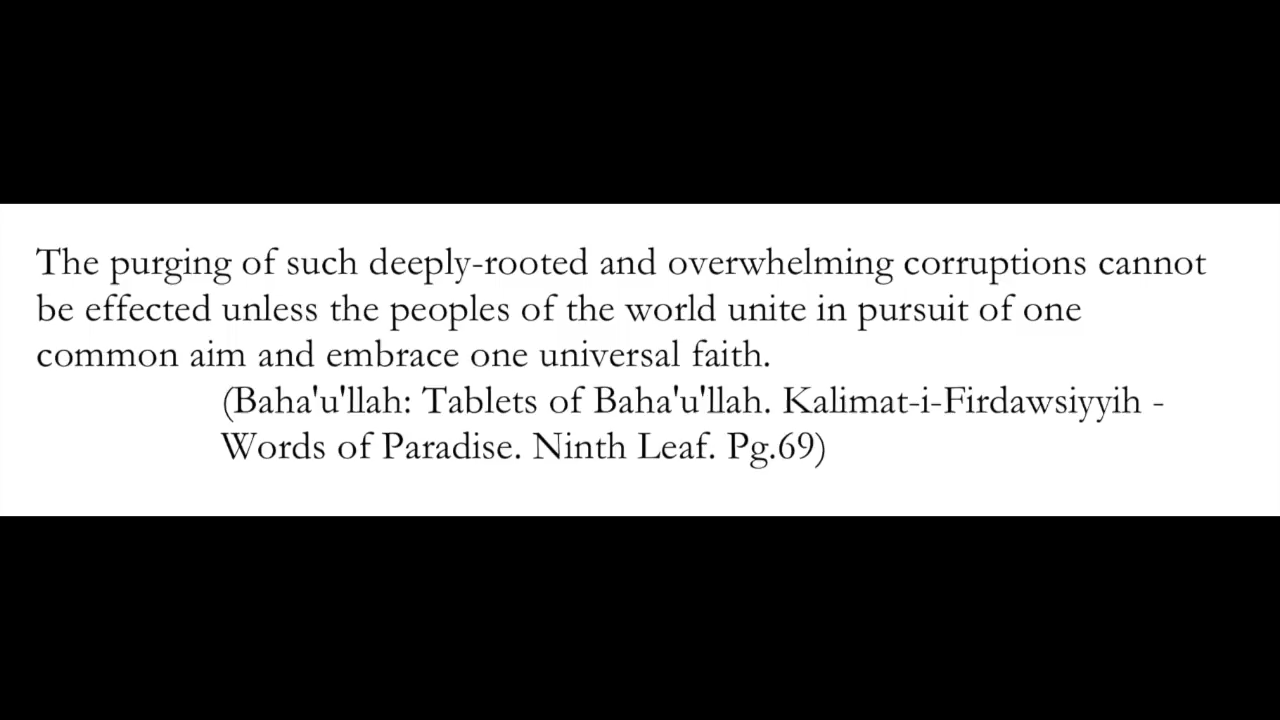 The purging of such deeply-rooted and overwhelming corruptions cannot
be effected unless the peoples of the world unite in pursuit of one
common aim and embrace one universal faith.
(Baha'u'llah: Tablets of Baha'u'llah. Kalimat-i-Firdawsiyyih -
Words of Paradise. Ninth Leaf. Pg.69)